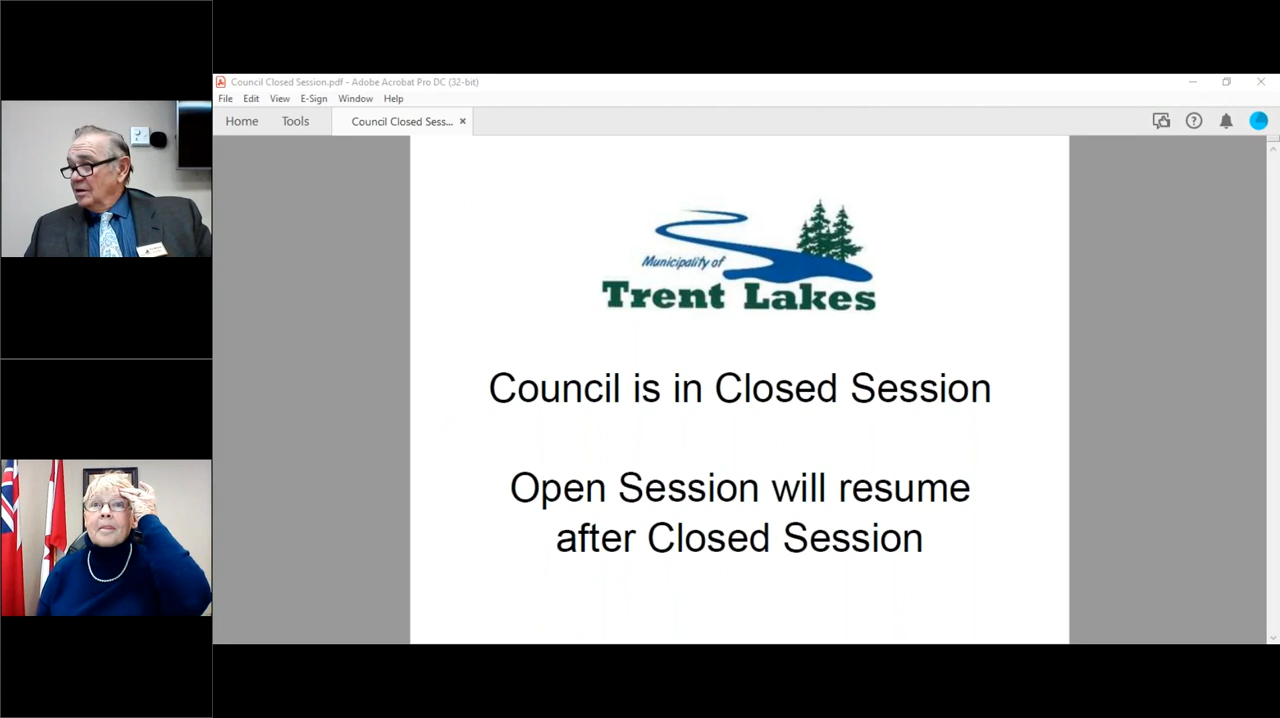 Council Closed Session.pdf - Adobe Acrobat Pro DC (32-bit)
File Edit View E-Sign Window Help
Home Tools Council Closed Sess... ×
Municipality of
Trent Lakes
Council is in Closed Session
Open Session will resume
after Closed Session